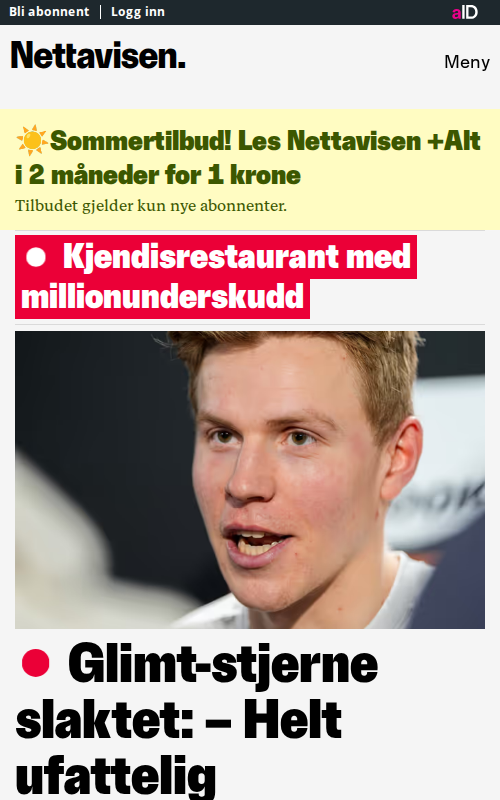 Bli abonnent
Logg inn
aID
Nettavisen.
Meny
☀️Sommertilbud! Les Nettavisen +Alt
i 2 måneder for 1 krone
Tilbudet gjelder kun nye abonnenter.
Kjendisrestaurant med
millionunderskudd
Glimt-stjerne
slaktet: – Helt
ufattelig